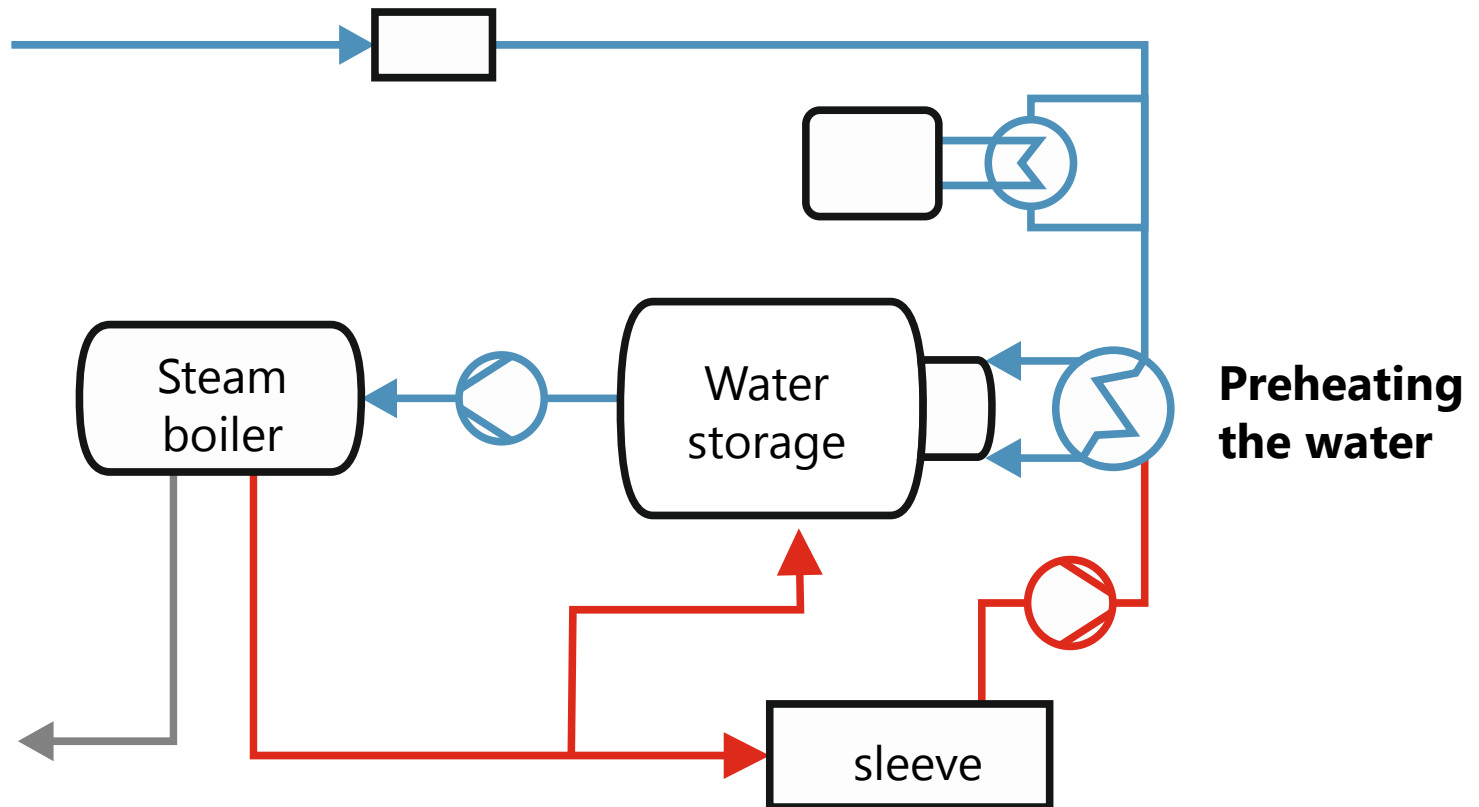 Steam
boiler
Water
storage
Preheating
the water
sleeve